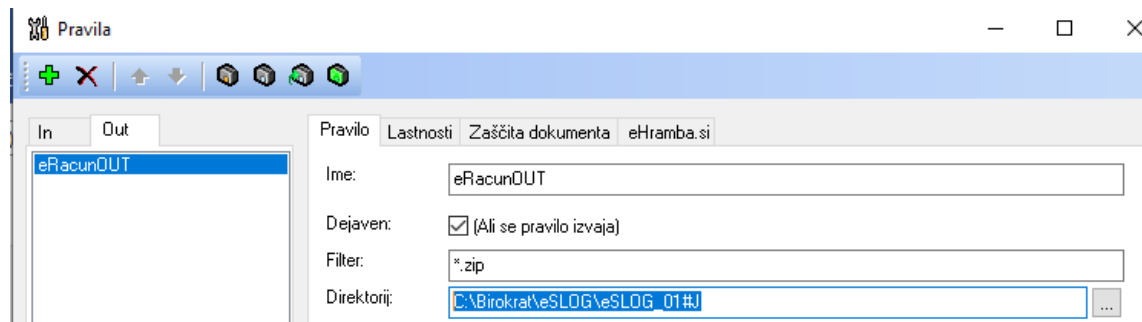 Pravila
In Out
Pravilo Lastnosti Zaščita dokumenta eHramba.si
eRacunOUT
Ime: eRacunOUT
Dejaven: (Ali se pravilo izvaja)
Filter: *.zip
Direktorij: C:\Birokrat\eSLOG\eSLOG_01#J ...